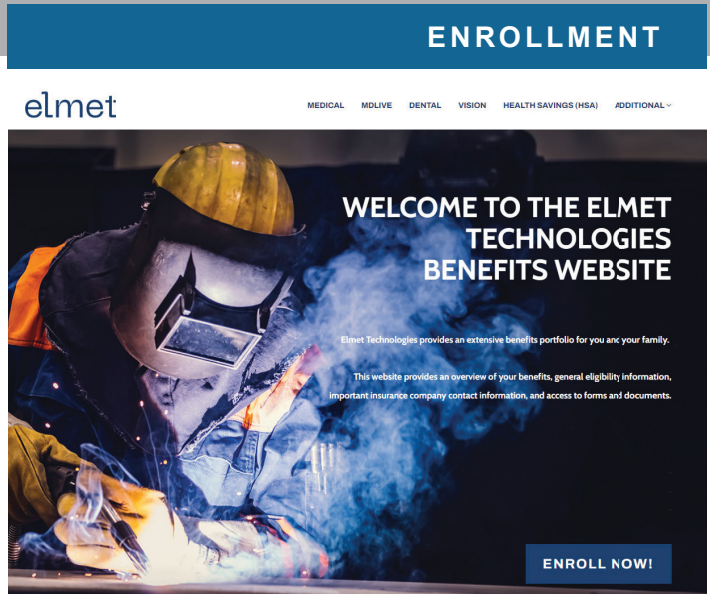 ENROLLMENT
elmet
MEDICAL MDLIVE DENTAL VISION HEALTH SAVINGS (HSA) ADDITIONAL
WELCOME TO THE ELMET
TECHNOLOGIES
BENEFITS WEBSITE
Elmet Technologies provides an extensive benefits portfolio for you and your family.
This website provides an overview of your benefits, general eligibility information,
important insurance company contact information, and access to forms and documents.
ENROLL NOW!